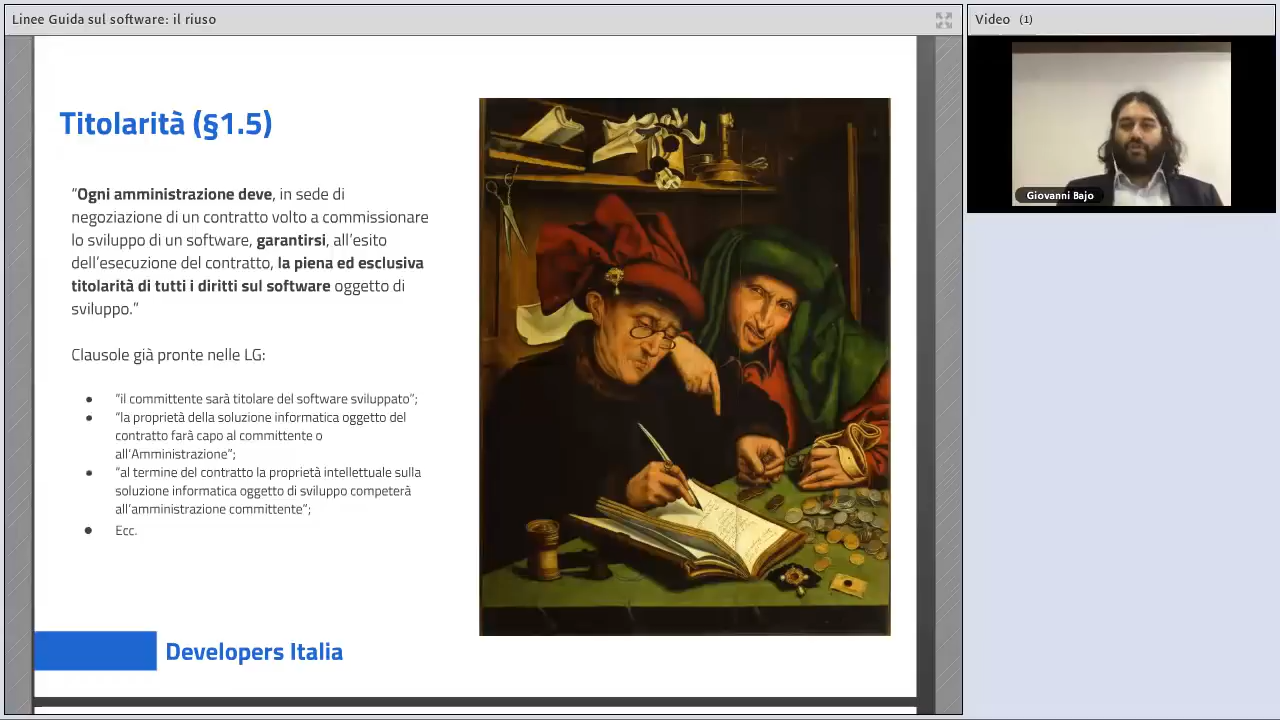 Linee Guida sul software: il riuso
Video (1)
Giovanni Bajo
Titolarità (§1.5)
“Ogni amministrazione deve, in sede di
negoziazione di un contratto volto a commissionare
lo sviluppo di un software, garantirsi, all’esito
dell’esecuzione del contratto, la piena ed esclusiva
titolarità di tutti i diritti sul software oggetto di
sviluppo.”
Clausole già pronte nelle LG:
● “il committente sarà titolare del software sviluppato”;
● “la proprietà della soluzione informatica oggetto del
contratto farà capo al committente o
all’Amministrazione”;
● “al termine del contratto la proprietà intellettuale sulla
soluzione informatica oggetto di sviluppo competerà
all’amministrazione committente”;
● Ecc.
Developers Italia